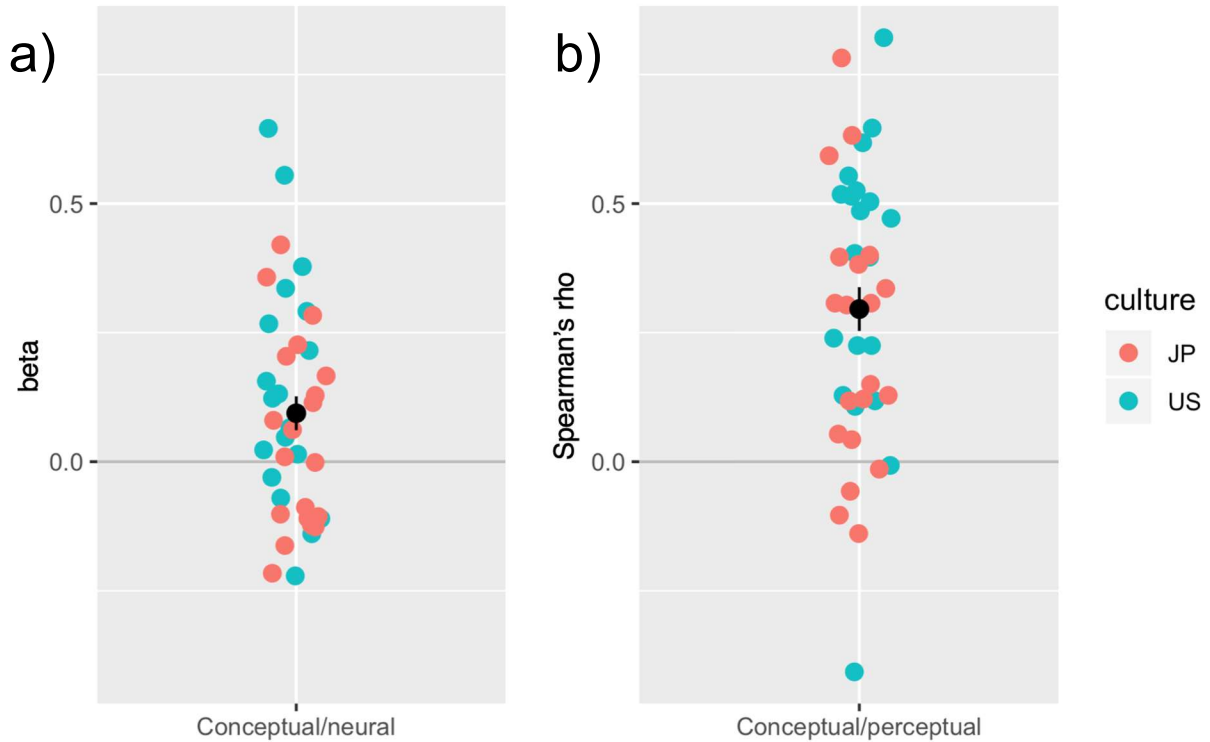 a)
beta
0.5
0.0
Conceptual/neural
b)
Spearman’s rho
0.5
0.0
Conceptual/perceptual
culture
JP
US